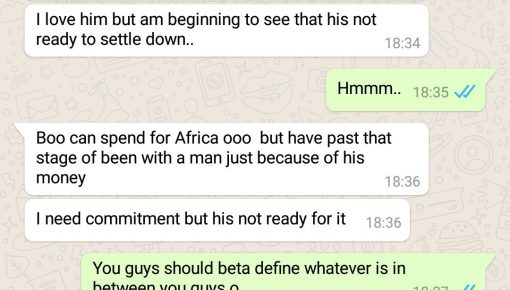 I love him but am beginning to see that his not
ready to settle down..
18:34
Hmmm.. 18:35
Boo can spend for Africa ooo but have past that
stage of been with a man just because of his
money
18:36
I need commitment but his not ready for it 18:36
You guys should beta define whatever is in
between you guys o
18:37